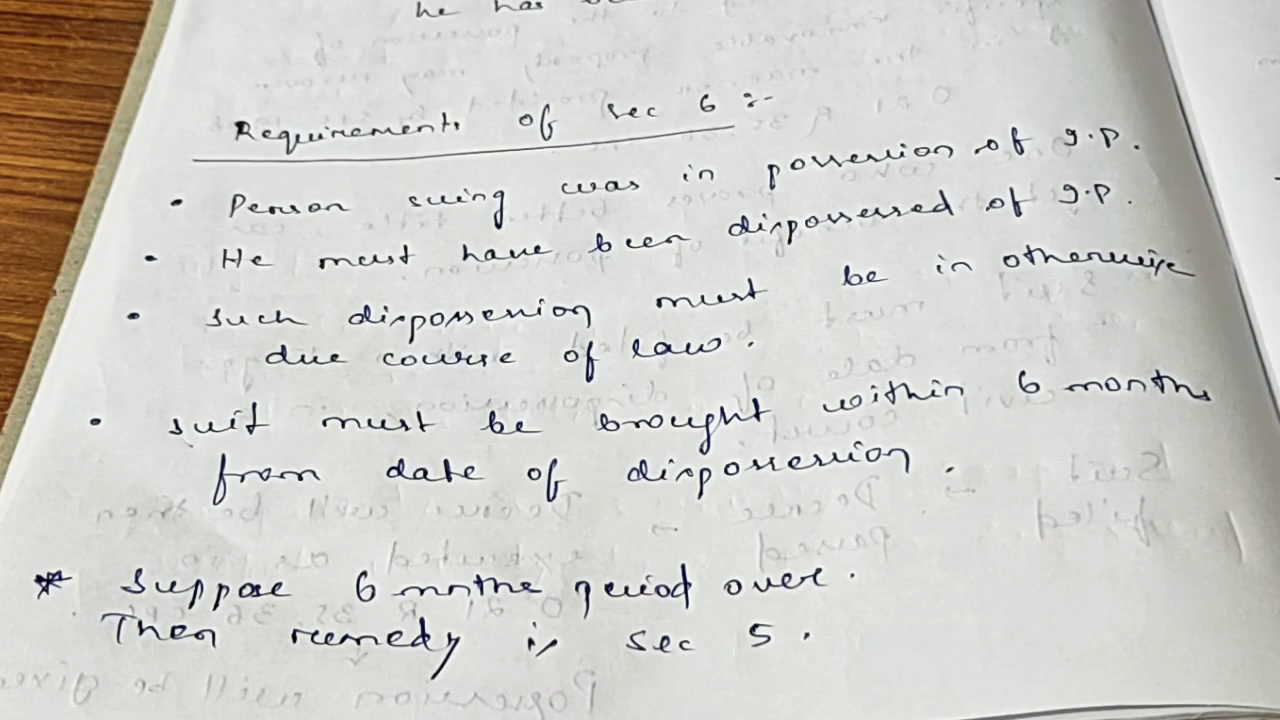 he has
Requirements of sec 6 :-
• Person suing was in possession of I.P.
• He must have been dispossessed of I.P.
• Such dispossession must be in otherwise
due course of law.
• suit must be brought within 6 months
from date of dispossession.
* Suppose 6 months period over.
Then remedy is sec 5.